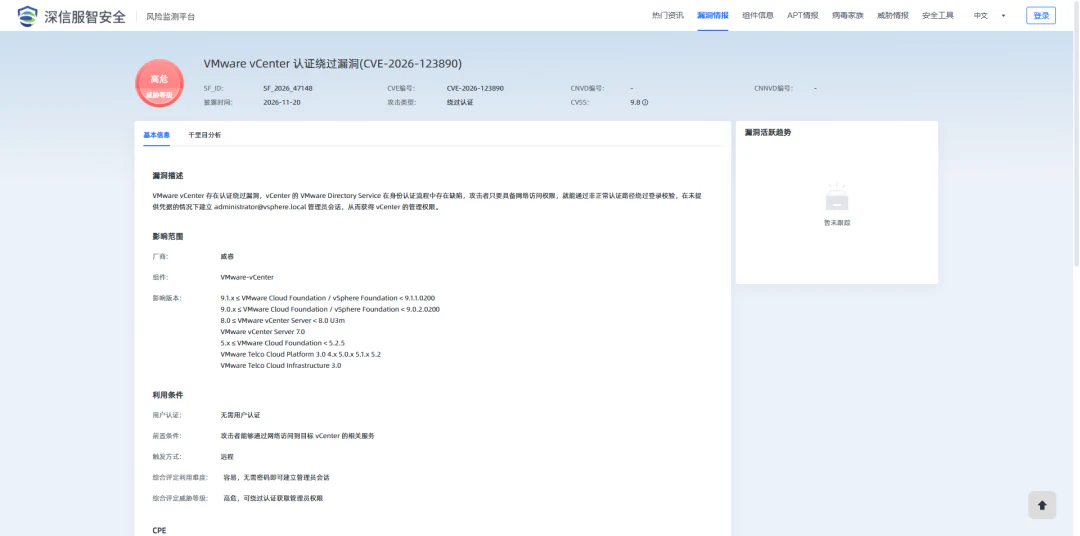 深信服智安全
风险监测平台
热门资讯 漏洞情报 组件信息 APT情报 病毒家族 威胁情报 安全工具 中文 登录
高危
威胁等级
VMware vCenter 认证绕过漏洞(CVE-2026-123890)
SF_ID: SF_2026_47148 CVE编号: CVE-2026-123890 CNVD编号: - CNNVD编号: -
披露时间: 2026-11-20 攻击类型: 绕过认证 CVSS: 9.8
基本信息 千里目分析
漏洞活跃趋势
暂未跟踪
漏洞描述
VMware vCenter 存在认证绕过漏洞，vCenter 的 VMware Directory Service 在身份认证流程中存在缺陷，攻击者只要具备网络访问权限，就能通过非正常认证路径绕过登录校验，在未提
供凭据的情况下建立 administrator@vsphere.local 管理员会话，从而获得 vCenter 的管理权限。
影响范围
厂商: 威睿
组件: VMware-vCenter
影响版本: 9.1.x ≤ VMware Cloud Foundation / vSphere Foundation < 9.1.1.0200
9.0.x ≤ VMware Cloud Foundation / vSphere Foundation < 9.0.2.0200
8.0 ≤ VMware vCenter Server < 8.0 U3m
VMware vCenter Server 7.0
5.x ≤ VMware Cloud Foundation < 5.2.5
VMware Telco Cloud Platform 3.0 4.x 5.0.x 5.1.x 5.2
VMware Telco Cloud Infrastructure 3.0
利用条件
用户认证: 无需用户认证
前置条件: 攻击者能够通过网络访问到目标 vCenter 的相关服务
触发方式: 远程
综合评定利用难度: 容易，无需密码即可建立管理员会话
综合评定威胁等级: 高危，可绕过认证获取管理员权限
CPE